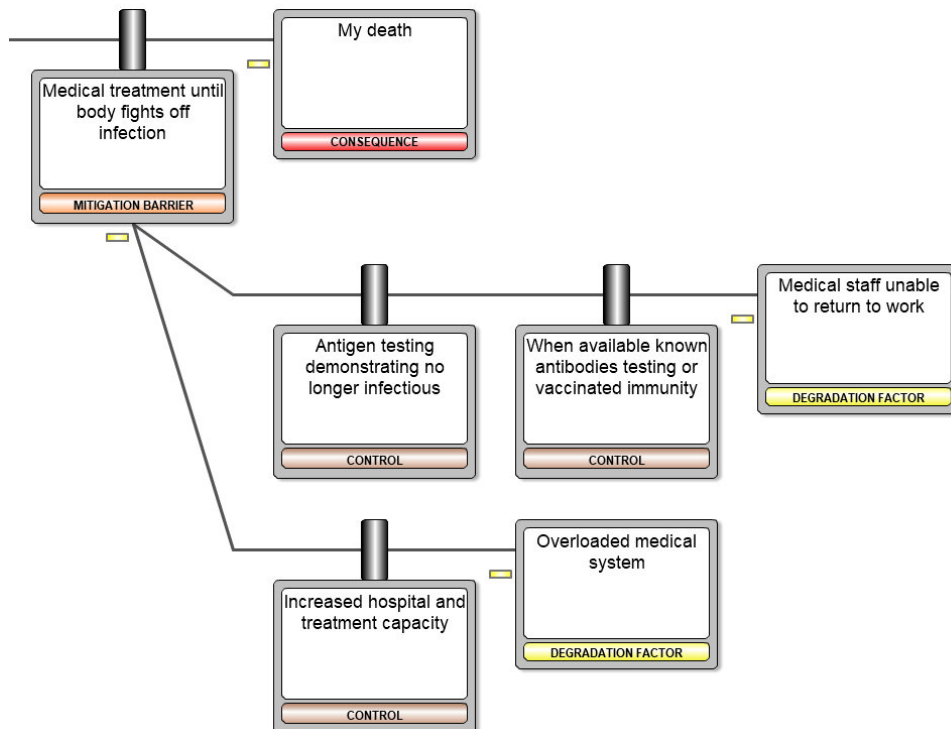 My death
CONSEQUENCE
Medical treatment until
body fights off
infection
MITIGATION BARRIER
Medical staff unable
to return to work
DEGRADATION FACTOR
Antigen testing
demonstrating no
longer infectious
CONTROL
When available known
antibodies testing or
vaccinated immunity
CONTROL
Overloaded medical
system
DEGRADATION FACTOR
Increased hospital and
treatment capacity
CONTROL